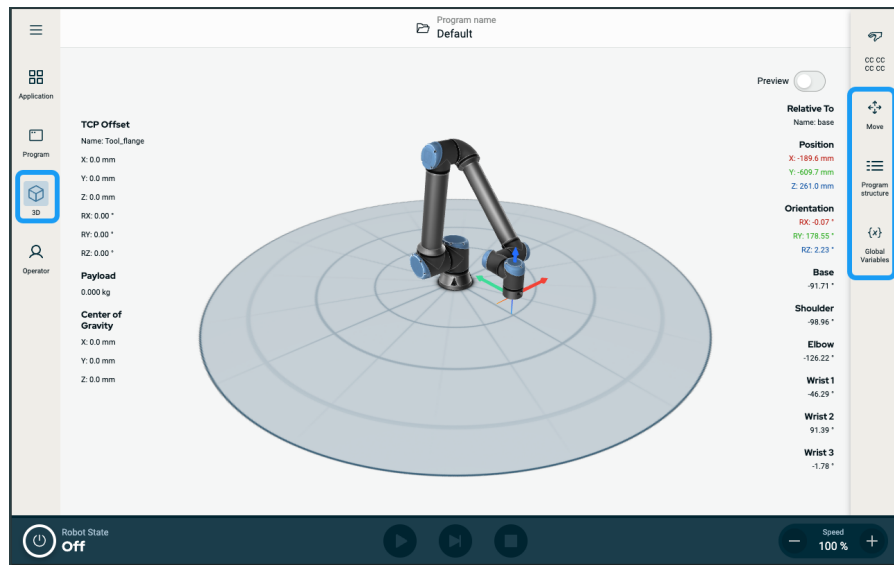 Program name
Default
Application
Program
3D
Operator
TCP Offset
Name: Tool_flange
X: 0.0 mm
Y: 0.0 mm
Z: 0.0 mm
RX: 0.00 °
RY: 0.00 °
RZ: 0.00 °
Payload
0.000 kg
Center of
Gravity
X: 0.0 mm
Y: 0.0 mm
Z: 0.0 mm
Preview
Relative To
Name: base
Position
X: -189.6 mm
Y: -609.7 mm
Z: 261.0 mm
Orientation
RX: -0.07 °
RY: 178.55 °
RZ: 2.23 °
Base
-91.71 °
Shoulder
-98.96 °
Elbow
-126.22 °
Wrist 1
-46.29 °
Wrist 2
91.39 °
Wrist 3
-1.78 °
CC CC
CC CC
Move
Program
structure
{x}
Global
Variables
Robot State
Off
Speed
100 %